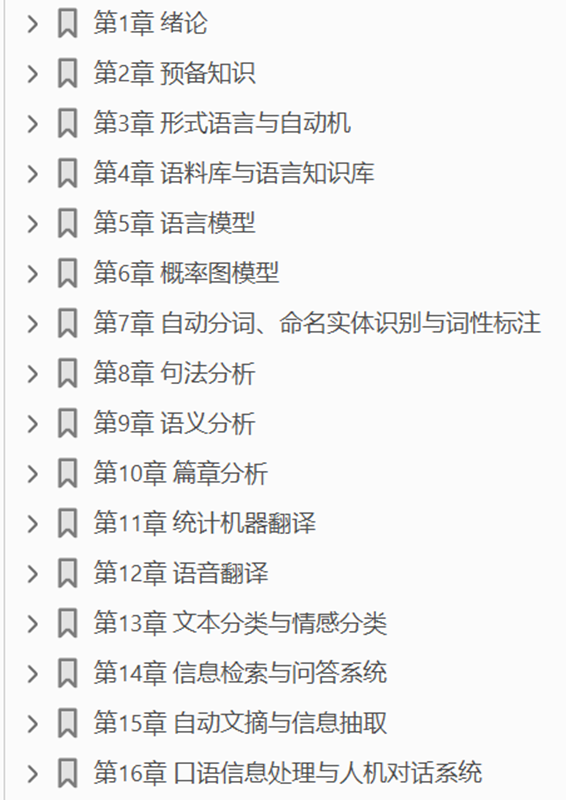 第1章 绪论
第2章 预备知识
第3章 形式语言与自动机
第4章 语料库与语言知识库
第5章 语言模型
第6章 概率图模型
第7章 自动分词、命名实体识别与词性标注
第8章 句法分析
第9章 语义分析
第10章 篇章分析
第11章 统计机器翻译
第12章 语音翻译
第13章 文本分类与情感分类
第14章 信息检索与问答系统
第15章 自动文摘与信息抽取
第16章 口语信息处理与人机对话系统